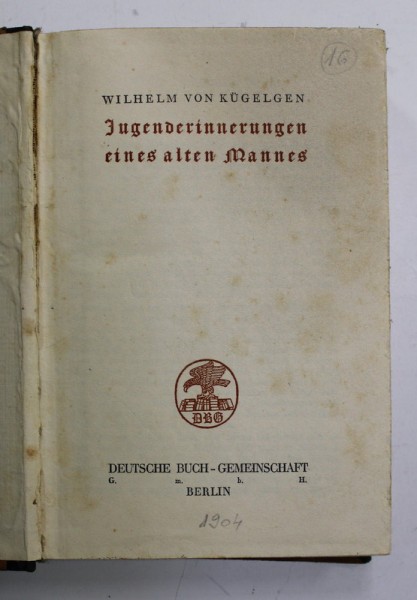 16
WILHELM VON KÜGELGEN
Jugenderinnerungen
eines alten Mannes
DBG
DEUTSCHE BUCH-GEMEINSCHAFT
G. m. b. H.
BERLIN
1904